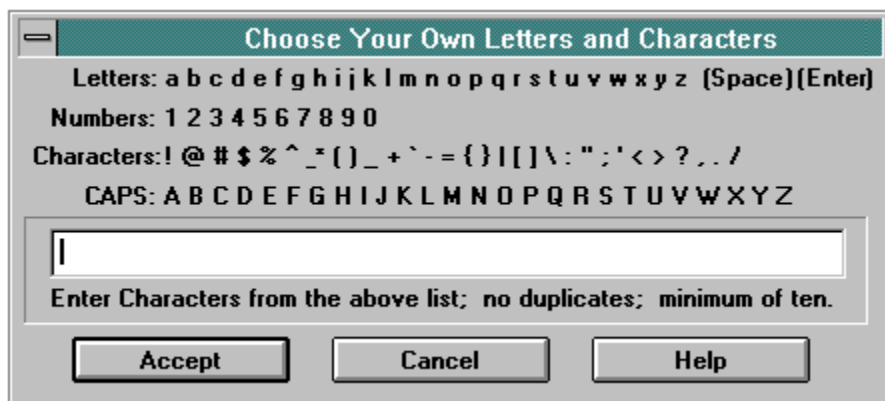 Choose Your Own Letters and Characters
Letters: a b c d e f g h i j k l m n o p q r s t u v w x y z (Space)(Enter)
Numbers: 1 2 3 4 5 6 7 8 9 0
Characters:! @ # $ % ^ _* ( ) _ + ` - = { } | [ ] \ : " ; ' < > ? , . /
CAPS: A B C D E F G H I J K L M N O P Q R S T U V W X Y Z
Enter Characters from the above list; no duplicates; minimum of ten.
Accept Cancel Help